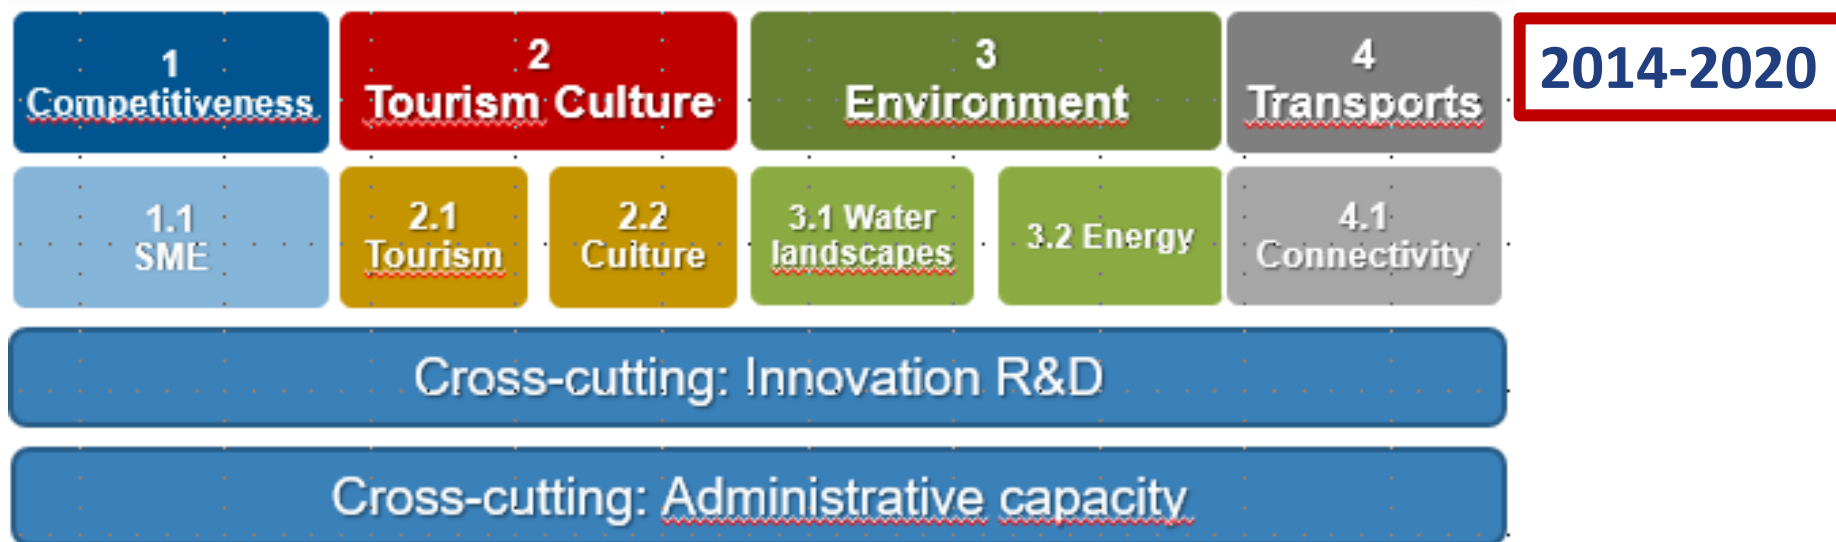 1
Competitiveness
2
Tourism Culture
3
Environment
4
Transports
2014-2020
1.1
SME
2.1
Tourism
2.2
Culture
3.1 Water
landscapes
3.2 Energy
4.1
Connectivity
Cross-cutting: Innovation R&D
Cross-cutting: Administrative capacity